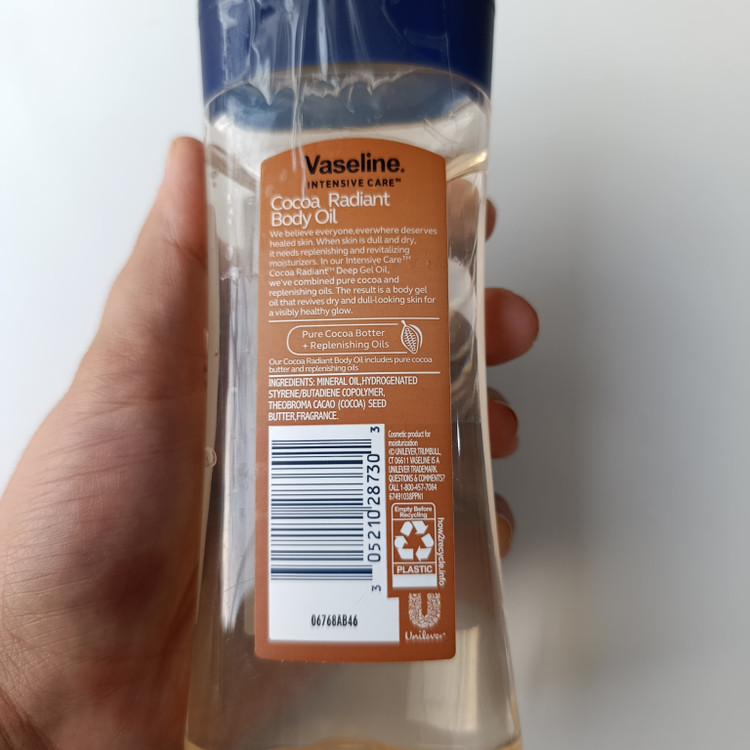 Vaseline.
INTENSIVE CARE™
Cocoa Radiant
Body Oil
We believe everyone,everwhere deserves
healed skin. When skin is dull and dry,
it needs replenishing and revitalizing
moisturizers. In our Intensive Care™
Cocoa Radiant™ Deep Gel Oil,
we've combined pure cocoa and
replenishing oils. The result is a body gel
oil that revives dry and dull-looking skin for
a visibly healthy glow.
Pure Cocoa Botter
+ Replenishing Oils
Our Cocoa Radiant Body Oil includes pure cocoa
butter and replenishing oils
INGREDIENTS: MINERAL OIL,HYDROGENATED
STYRENE/BUTADIENE COPOLYMER,
THEOBROMA CACAO (COCOA) SEED
BUTTER,FRAGRANCE.
3 05210 28730 3
06768AB46
Cosmetic product for
moisturization
© UNILEVER,TRUMBULL,
CT 06611 VASELINE IS A
UNILEVER TRADEMARK.
QUESTIONS & COMMENTS?
CALL 1-800-457-7084
67491038PPN1
Empty Before
Recycling
PLASTIC
how2recycle.info
Unilever